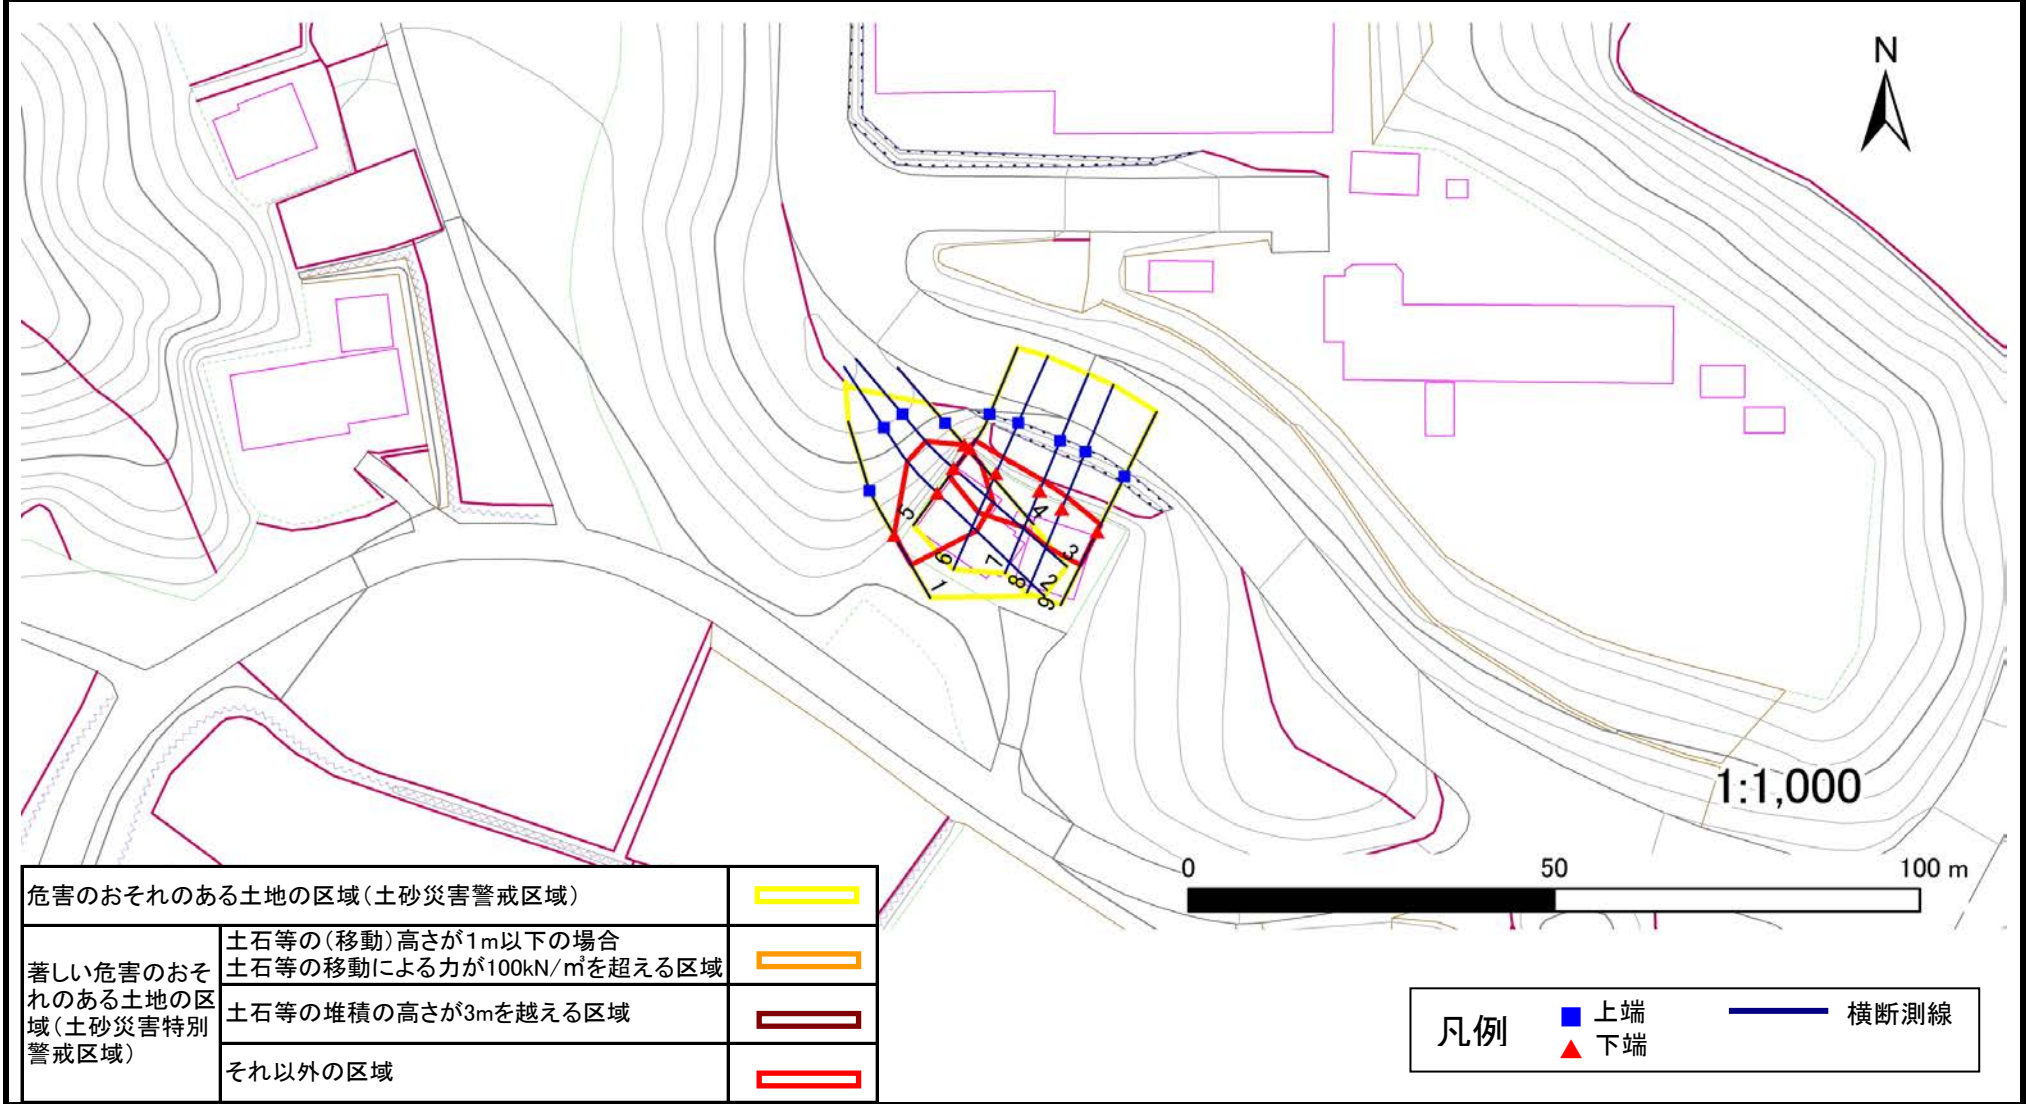 N
5
4
3
6
7
2
8
1
9
1:1,000
0 50 100 m
危害のおそれのある土地の区域(土砂災害警戒区域)
著しい危害のおそ
れのある土地の区
域(土砂災害特別
警戒区域)
土石等の(移動)高さが1m以下の場合
土石等の移動による力が100kN/㎡を超える区域
土石等の堆積の高さが3mを越える区域
それ以外の区域
凡例
上端
下端
横断測線